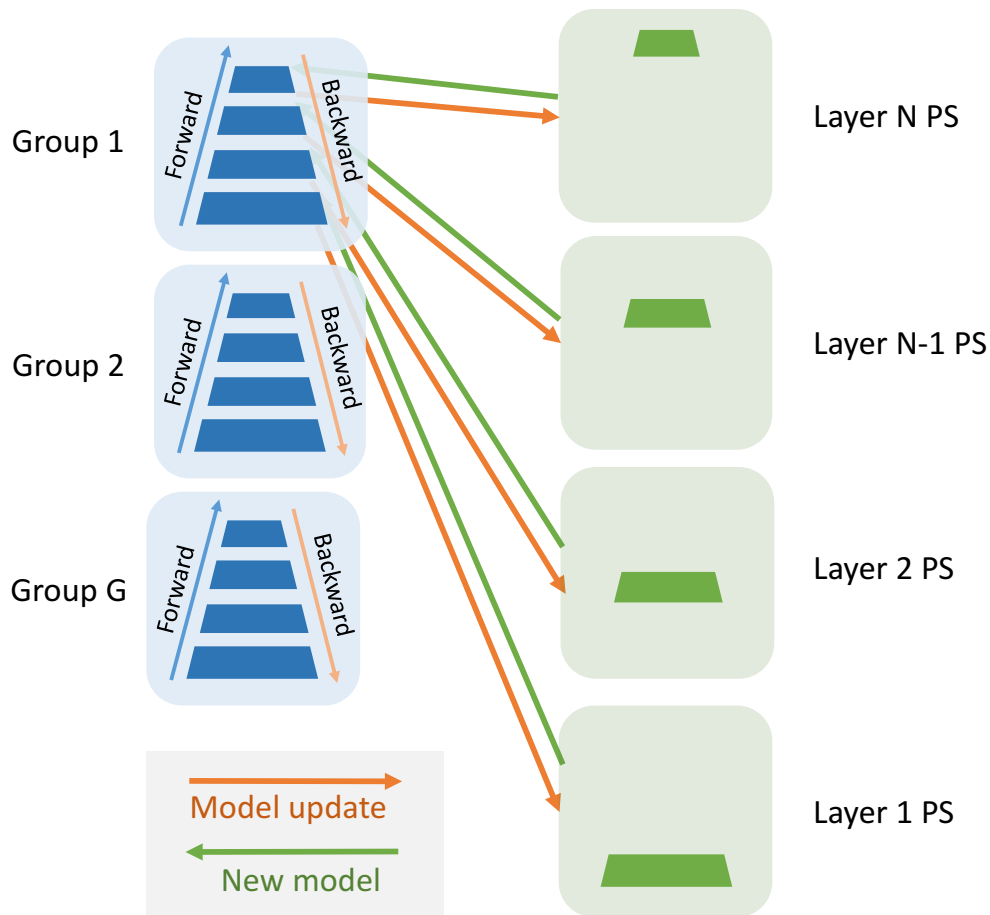 Group 1
Forward
Backward
Layer N PS
Group 2
Forward
Backward
Layer N-1 PS
Group G
Forward
Backward
Layer 2 PS
Model update
New model
Layer 1 PS